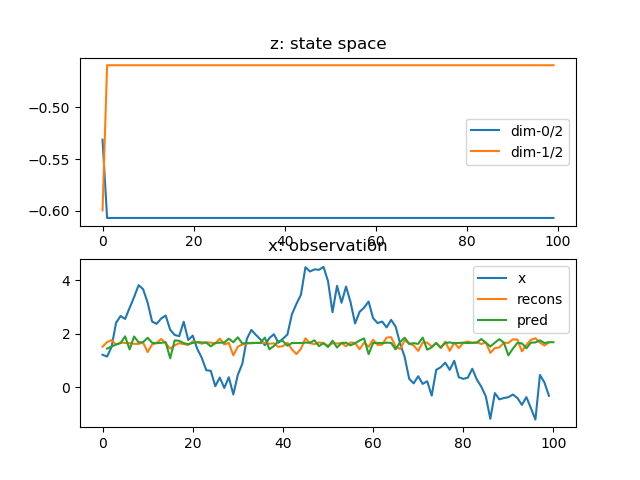 z: state space
−0.50
−0.55
−0.60
dim-0/2
dim-1/2
0 20 40 60 80 100
x: observation
4
2
0
x
recons
pred
0 20 40 60 80 100